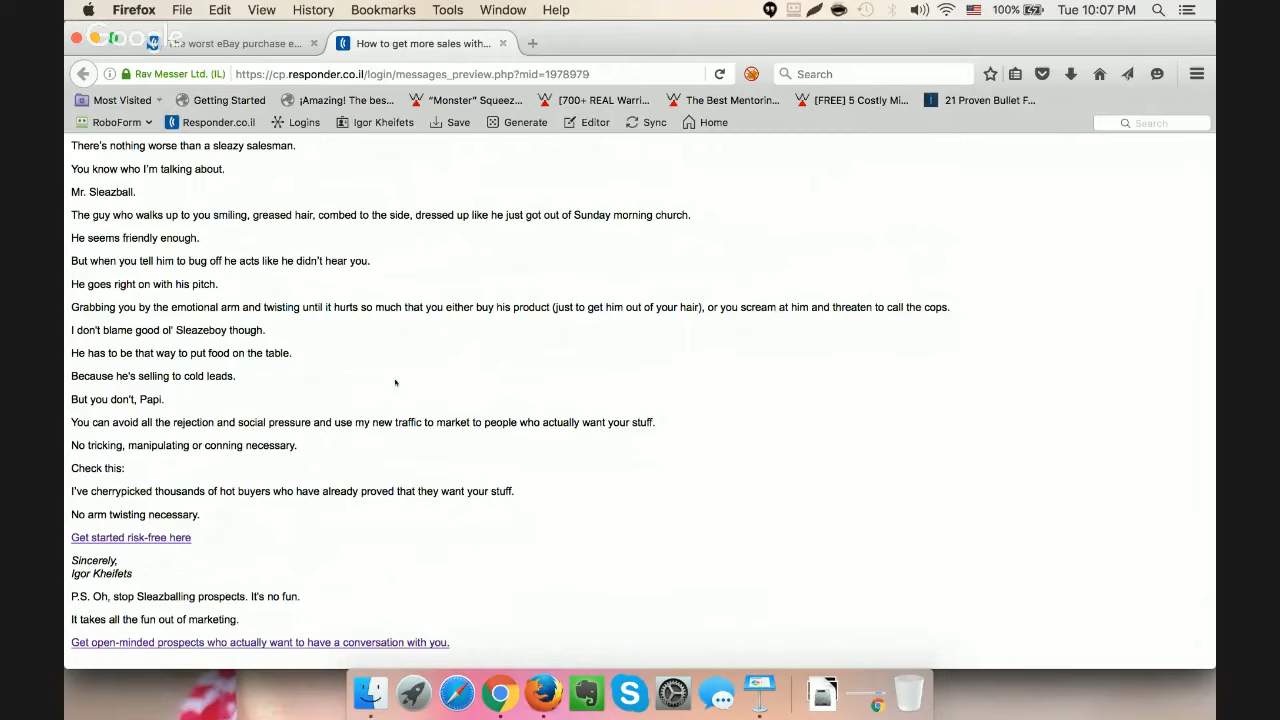 Firefox File Edit View History Bookmarks Tools Window Help 100% Tue 10:07 PM
Google
The worst eBay purchase e... How to get more sales with...
Rav Messer Ltd. (IL) https://cp.responder.co.il/login/messages_preview.php?mid=1978979 Search
Most Visited Getting Started ¡Amazing! The bes... "Monster" Squeez... [700+ REAL Warri... The Best Mentorin... [FREE] 5 Costly Mi... 21 Proven Bullet F...
RoboForm Responder.co.il Logins Igor Kheifets Save Generate Editor Sync Home Search
There's nothing worse than a sleazy salesman.
You know who I'm talking about.
Mr. Sleazball.
The guy who walks up to you smiling, greased hair, combed to the side, dressed up like he just got out of Sunday morning church.
He seems friendly enough.
But when you tell him to bug off he acts like he didn't hear you.
He goes right on with his pitch.
Grabbing you by the emotional arm and twisting until it hurts so much that you either buy his product (just to get him out of your hair), or you scream at him and threaten to call the cops.
I don't blame good ol' Sleazeboy though.
He has to be that way to put food on the table.
Because he's selling to cold leads.
But you don't, Papi.
You can avoid all the rejection and social pressure and use my new traffic to market to people who actually want your stuff.
No tricking, manipulating or conning necessary.
Check this:
I've cherrypicked thousands of hot buyers who have already proved that they want your stuff.
No arm twisting necessary.
Get started risk-free here
Sincerely,
Igor Kheifets
P.S. Oh, stop Sleazballing prospects. It's no fun.
It takes all the fun out of marketing.
Get open-minded prospects who actually want to have a conversation with you.